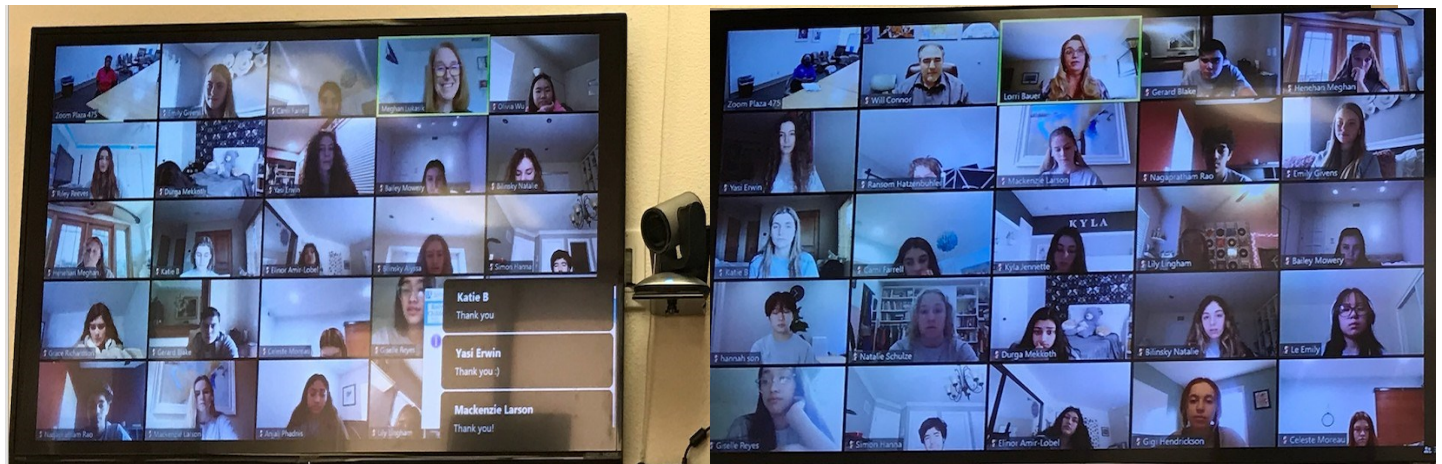 Zoom Plaza 475
Emily Givens
Cami Farrell
Meghan Lukasik
Olivia Wu
Riley Reeves
Durga Mekkoth
Yasi Erwin
Bailey Mowery
Bilinsky Natalie
Henehan Meghan
Katie B
Elinor Amir-Lobel
Bilinsky Alyssa
Simon Hanna
Grace Richardson
Gerard Blake
Celeste Moreau
Giselle Reyes
Nagapratham Rao
Mackenzie Larson
Anjali Phadnis
Lily Lingham
Katie B
Thank you
Yasi Erwin
Thank you :)
Mackenzie Larson
Thank you!
Zoom Plaza 475
Will Connor
Lorri Bauer
Gerard Blake
Henehan Meghan
Yasi Erwin
Ransom Hatzenbuhler
Mackenzie Larson
Nagapratham Rao
Emily Givens
Katie B
Cami Farrell
KYLA
Kyla Jennette
Lily Lingham
Bailey Mowery
hannah son
Natalie Schulze
Durga Mekkoth
Bilinsky Natalie
Le Emily
Giselle Reyes
Simon Hanna
Elinor Amir-Lobel
Gigi Hendrickson
Celeste Moreau